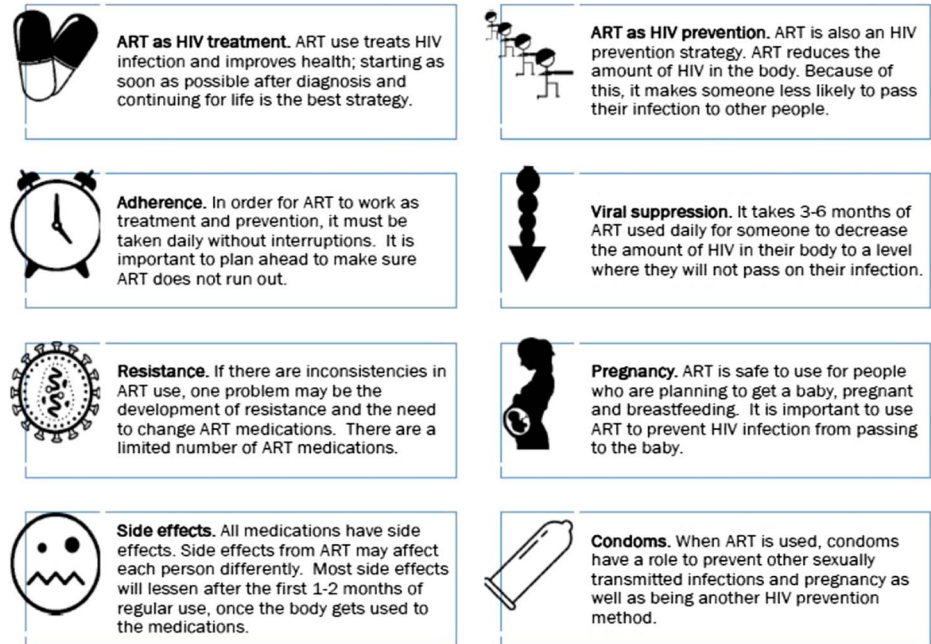 ART as HIV treatment. ART use treats HIV
infection and improves health; starting as
soon as possible after diagnosis and
continuing for life is the best strategy.
ART as HIV prevention. ART is also an HIV
prevention strategy. ART reduces the
amount of HIV in the body. Because of
this, it makes someone less likely to pass
their infection to other people.
Adherence. In order for ART to work as
treatment and prevention, it must be
taken daily without interruptions. It is
important to plan ahead to make sure
ART does not run out.
Viral suppression. It takes 3-6 months of
ART used daily for someone to decrease
the amount of HIV in their body to a level
where they will not pass on their infection.
Resistance. If there are inconsistencies in
ART use, one problem may be the
development of resistance and the need
to change ART medications. There are a
limited number of ART medications.
Pregnancy. ART is safe to use for people
who are planning to get a baby, pregnant
and breastfeeding. It is important to use
ART to prevent HIV infection from passing
to the baby.
Side effects. All medications have side
effects. Side effects from ART may affect
each person differently. Most side effects
will lessen after the first 1-2 months of
regular use, once the body gets used to
the medications.
Condoms. When ART is used, condoms
have a role to prevent other sexually
transmitted infections and pregnancy as
well as being another HIV prevention
method.